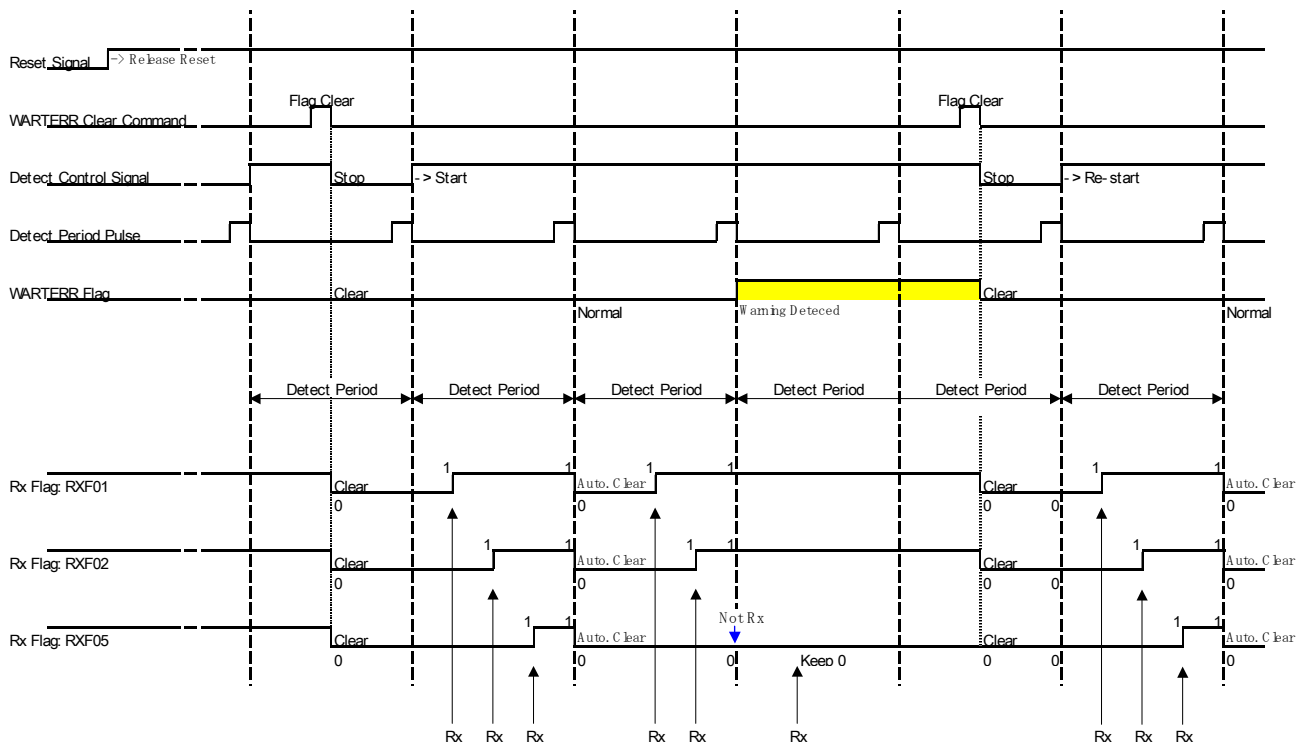 Reset Signal -> Release Reset
Flag Clear Flag Clear
WARTERR Clear Command
Detect Control Signal Stop -> Start Stop -> Re-start
Detect Period Pulse
WARTERR Flag Clear Clear
Normal Warning Deteced Normal
Detect Period Detect Period Detect Period Detect Period Detect Period Detect Period
1 1 1 1 1 1
Rx Flag: RXF01 Clear Auto. Clear Clear Auto. Clear
0 0 0 0 0
1 1 1 1 1 1
Rx Flag: RXF02 Clear Auto. Clear Clear Auto. Clear
0 0 0 0 0
Not Rx
1 1 1 1
Rx Flag: RXF05 Clear Auto. Clear Clear Auto. Clear
0 0 0 Keep 0 0 0 0
Rx Rx Rx Rx Rx Rx Rx Rx Rx